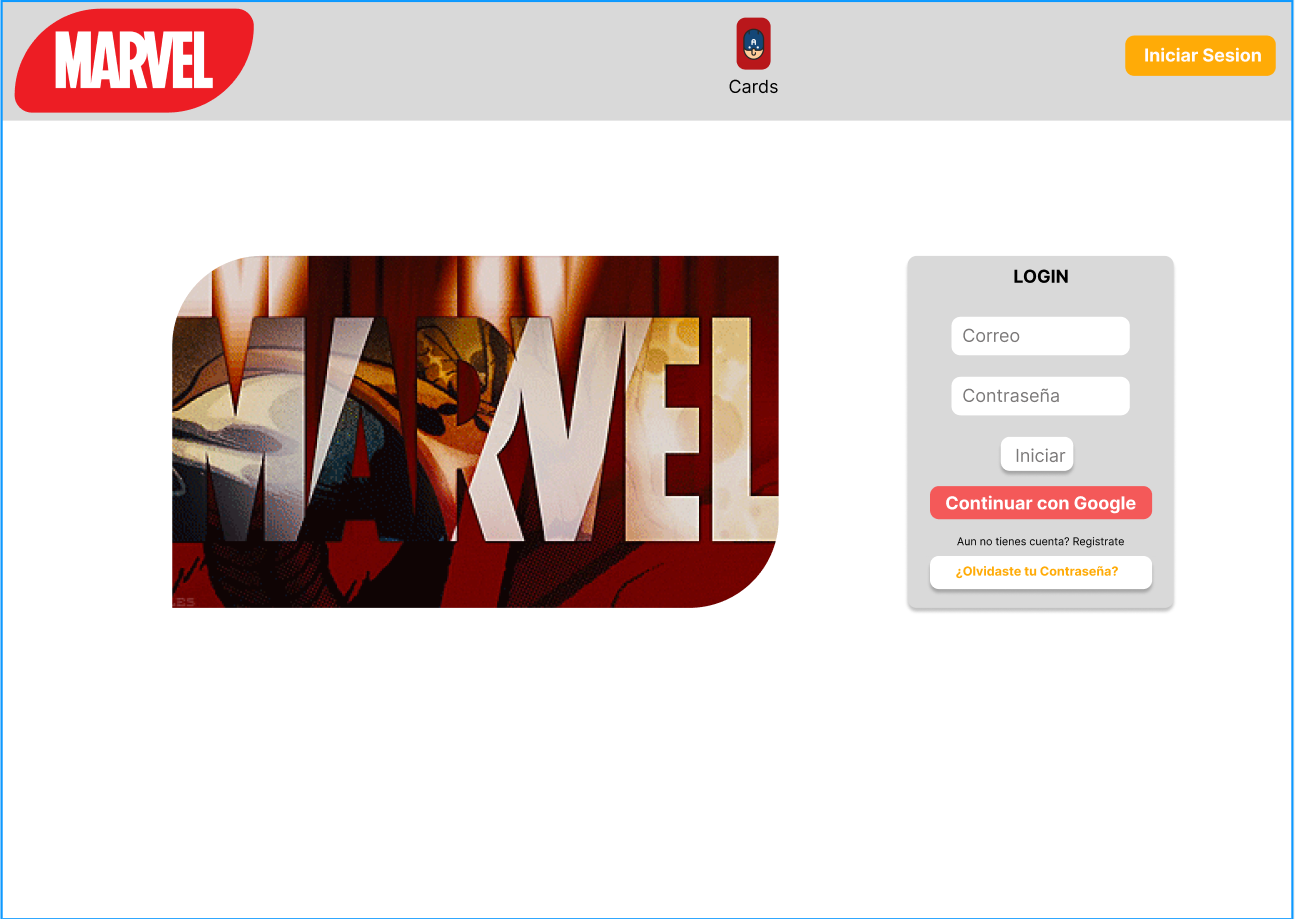 MARVEL
Cards
Iniciar Sesion
MARVEL
LOGIN
Correo
Contraseña
Iniciar
Continuar con Google
Aun no tienes cuenta? Registrate
¿Olvidaste tu Contraseña?